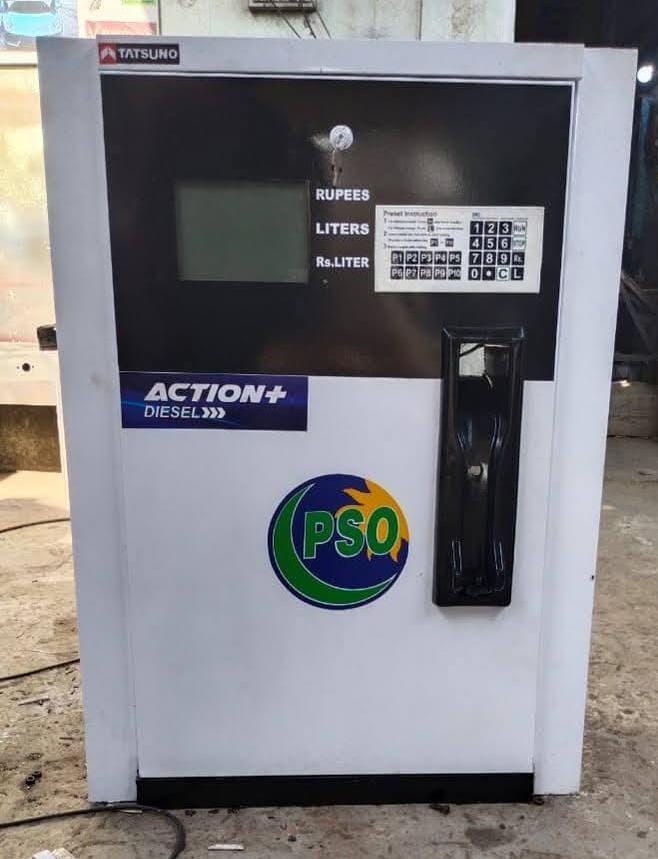 TATSUNO
RUPEES
LITERS
Rs.LITER
Preset Instruction
P1 P2 P3 P4 P5
P6 P7 P8 P9 P10
1 2 3 RUN
4 5 6 STOP
7 8 9 Rs.
0 • C L
ACTION+
DIESEL
PSO